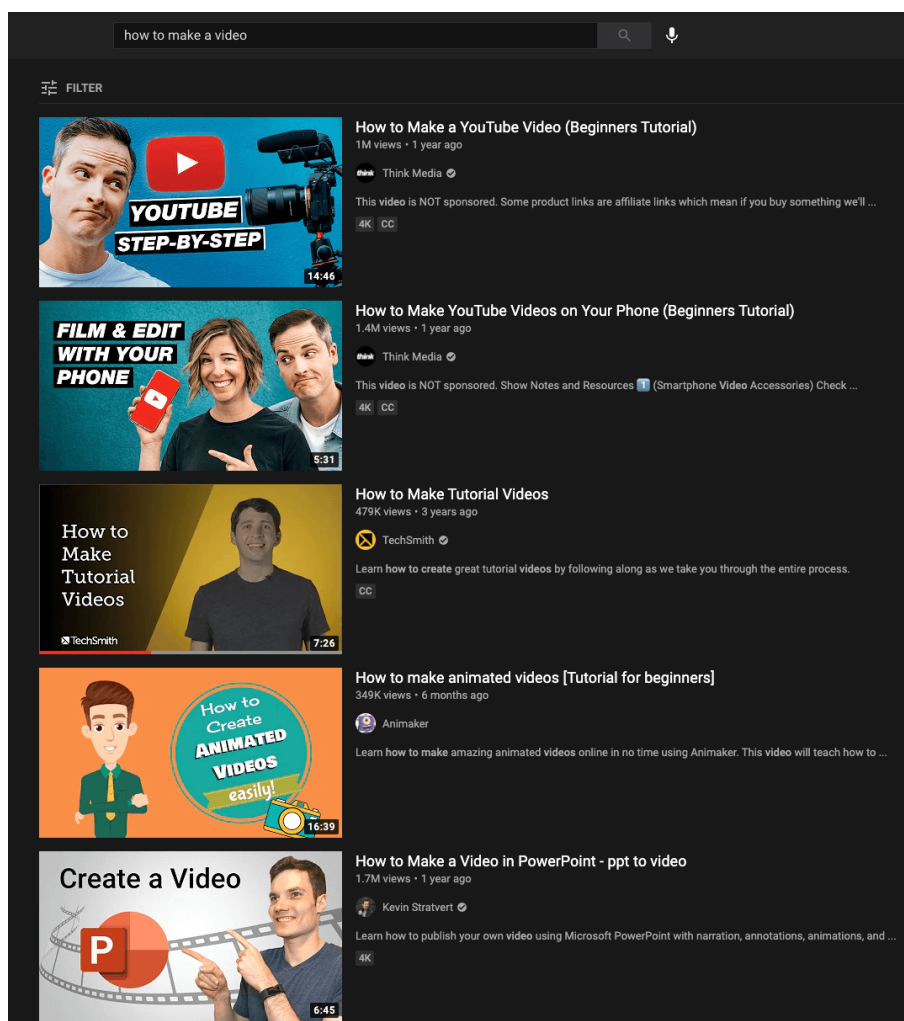 how to make a video
FILTER
YOUTUBE
STEP-BY-STEP
14:46
How to Make a YouTube Video (Beginners Tutorial)
1M views • 1 year ago
think
Think Media
This video is NOT sponsored. Some product links are affiliate links which mean if you buy something we'll ...
4K CC
FILM & EDIT
WITH YOUR
PHONE
5:31
How to Make YouTube Videos on Your Phone (Beginners Tutorial)
1.4M views • 1 year ago
think
Think Media
This video is NOT sponsored. Show Notes and Resources 1️⃣ (Smartphone Video Accessories) Check ...
4K CC
How to
Make
Tutorial
Videos
TechSmith
7:26
How to Make Tutorial Videos
479K views • 3 years ago
TechSmith
Learn how to create great tutorial videos by following along as we take you through the entire process.
CC
How to
Create
ANIMATED
VIDEOS
easily!
16:39
How to make animated videos [Tutorial for beginners]
349K views • 6 months ago
Animaker
Learn how to make amazing animated videos online in no time using Animaker. This video will teach how to ...
Create a Video
P
6:45
How to Make a Video in PowerPoint - ppt to video
1.7M views • 1 year ago
Kevin Stratvert
Learn how to publish your own video using Microsoft PowerPoint with narration, annotations, animations, and ...
4K